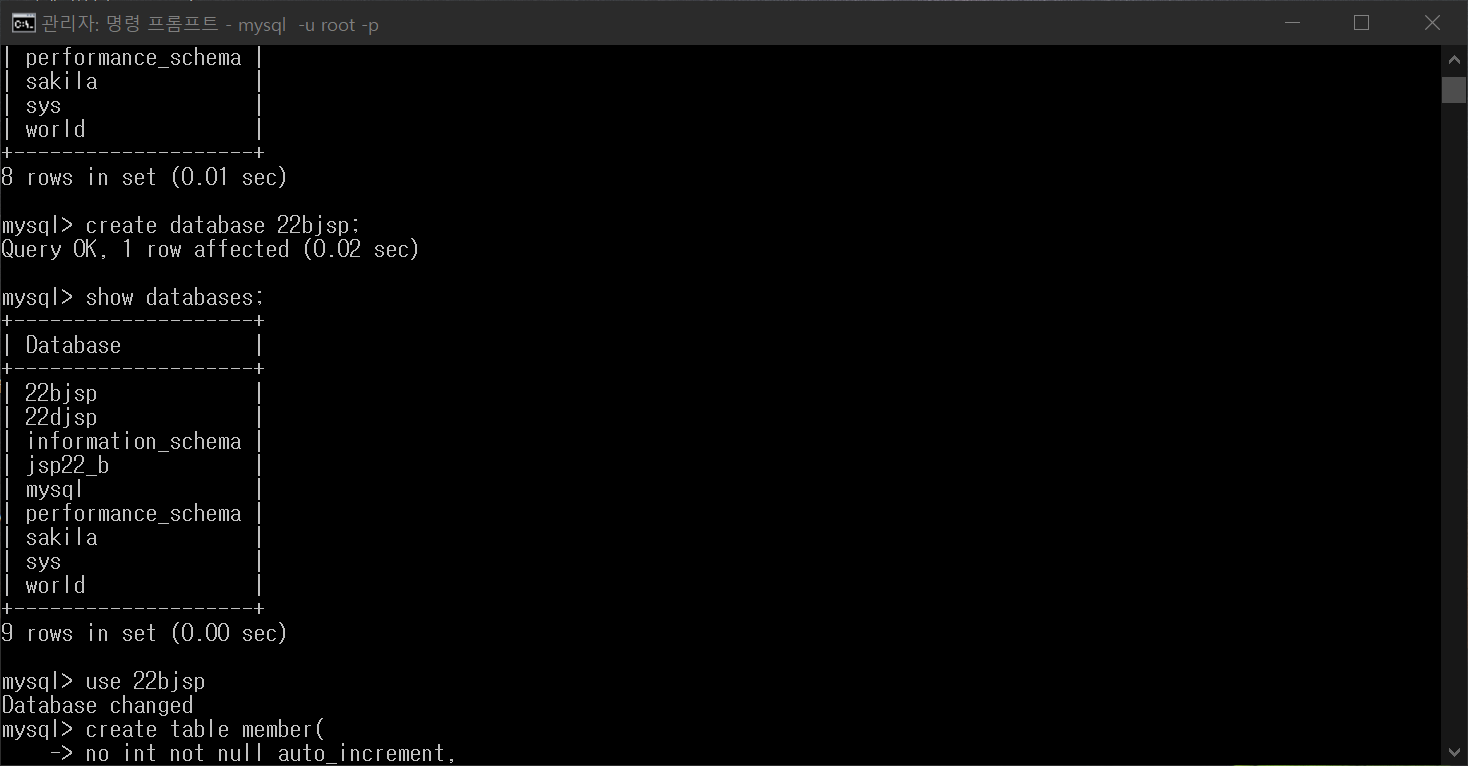 관리자: 명령 프롬프트 - mysql  -u root -p
| performance_schema |
| sakila             |
| sys                |
| world              |
+--------------------+
8 rows in set (0.01 sec)

mysql> create database 22bjsp;
Query OK, 1 row affected (0.02 sec)

mysql> show databases;
+--------------------+
| Database           |
+--------------------+
| 22bjsp             |
| 22djsp             |
| information_schema |
| jsp22_b            |
| mysql              |
| performance_schema |
| sakila             |
| sys                |
| world              |
+--------------------+
9 rows in set (0.00 sec)

mysql> use 22bjsp
Database changed
mysql> create table member(
    -> no int not null auto_increment,